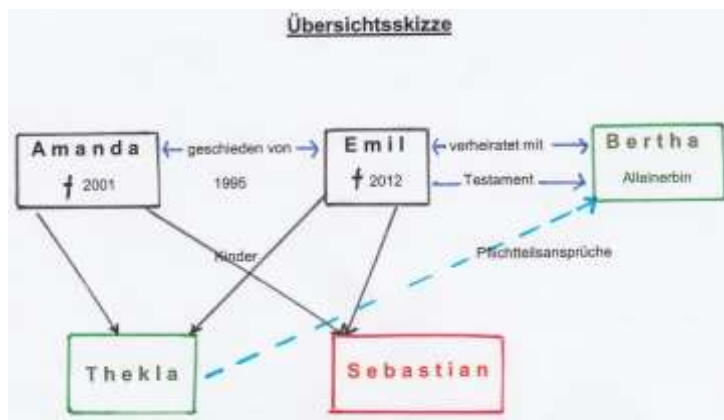 Übersichtsskizze
Amanda
† 2001
geschieden von
1995
Emil
† 2012
verheiratet mit
Testament
Bertha
Alleinerbin
Kinder
Pflichtteilsansprüche
Thekla
Sebastian